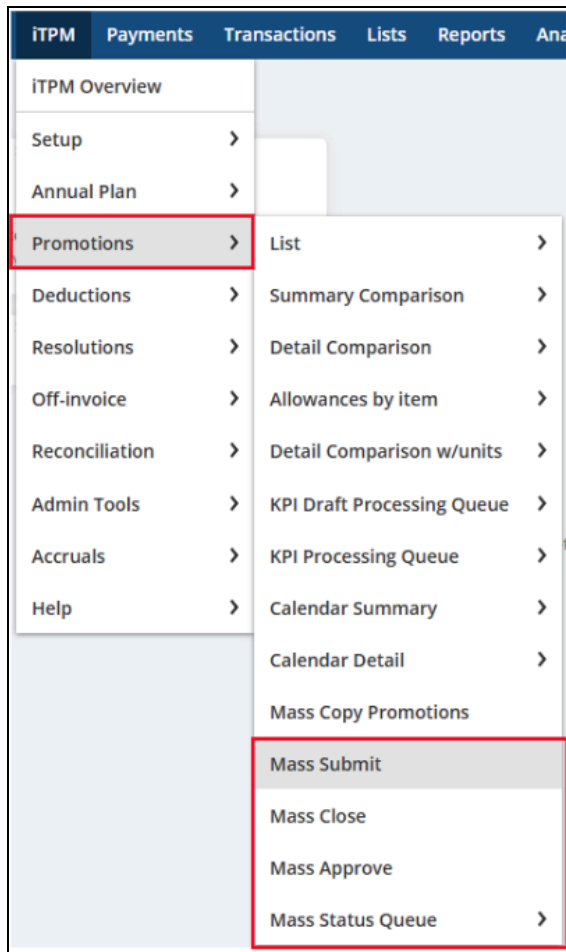 iTPM Payments Transactions Lists Reports Ana
iTPM Overview
Setup
Annual Plan
Promotions
Deductions
Resolutions
Off-invoice
Reconciliation
Admin Tools
Accruals
Help
List
Summary Comparison
Detail Comparison
Allowances by item
Detail Comparison w/units
KPI Draft Processing Queue
KPI Processing Queue
Calendar Summary
Calendar Detail
Mass Copy Promotions
Mass Submit
Mass Close
Mass Approve
Mass Status Queue